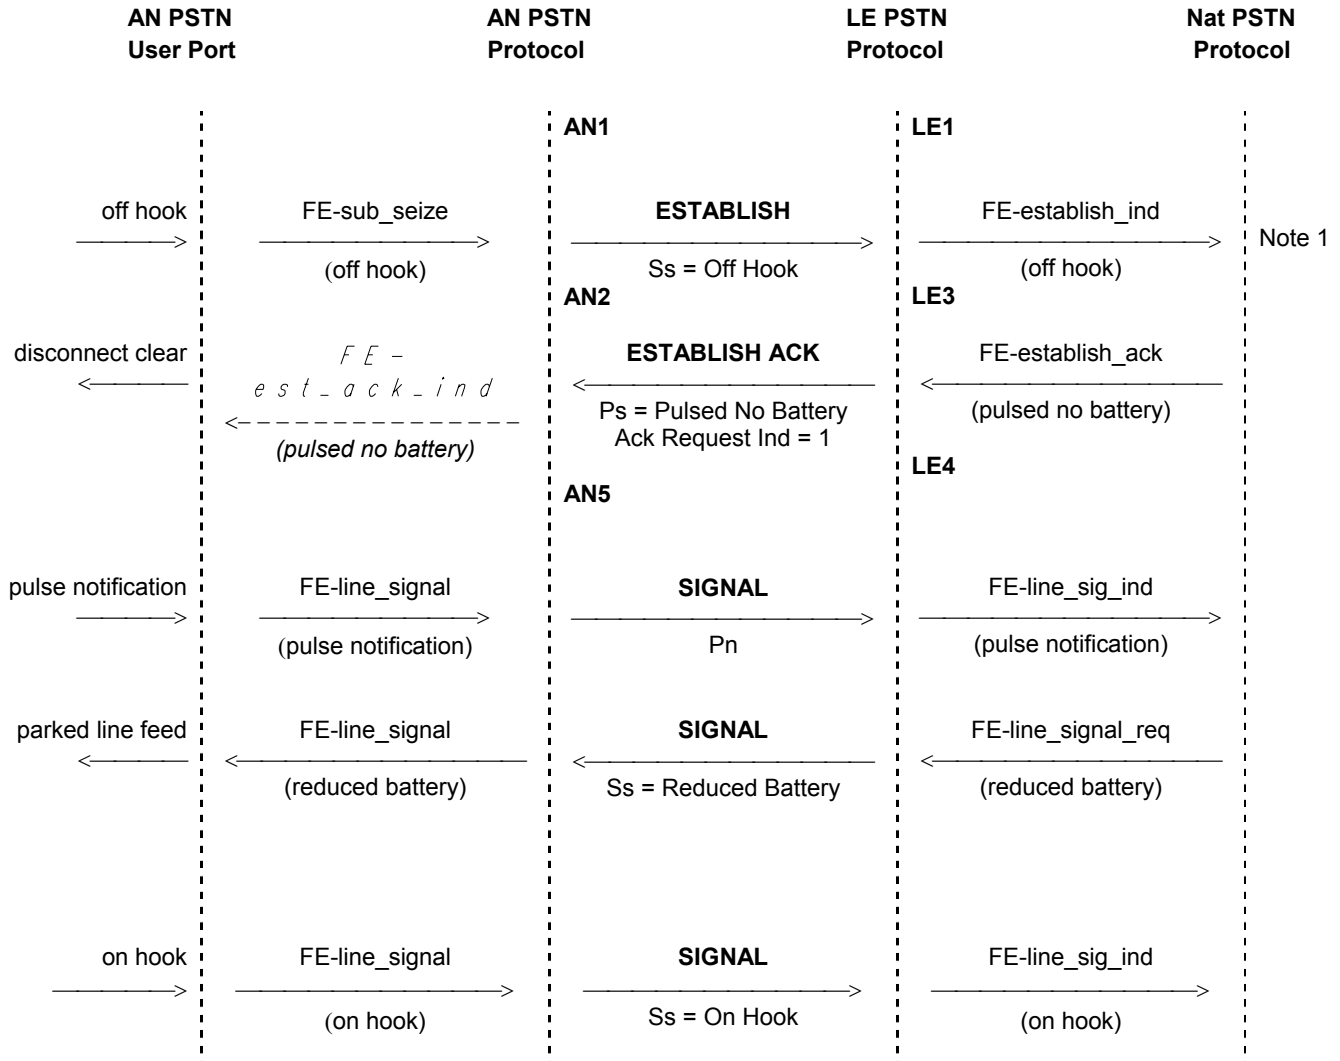 AN PSTN User Port
AN PSTN Protocol
LE PSTN Protocol
Nat PSTN Protocol
AN1
LE1
off hook
FE-sub_seize
ESTABLISH
FE-establish_ind
Note 1
(off hook)
Ss = Off Hook
(off hook)
AN2
LE3
disconnect clear
FE-
est_ack_ind
ESTABLISH ACK
FE-establish_ack
(pulsed no battery)
Ps = Pulsed No Battery
Ack Request Ind = 1
(pulsed no battery)
LE4
AN5
pulse notification
FE-line_signal
SIGNAL
FE-line_sig_ind
(pulse notification)
Pn
(pulse notification)
parked line feed
FE-line_signal
SIGNAL
FE-line_signal_req
(reduced battery)
Ss = Reduced Battery
(reduced battery)
on hook
FE-line_signal
SIGNAL
FE-line_sig_ind
(on hook)
Ss = On Hook
(on hook)